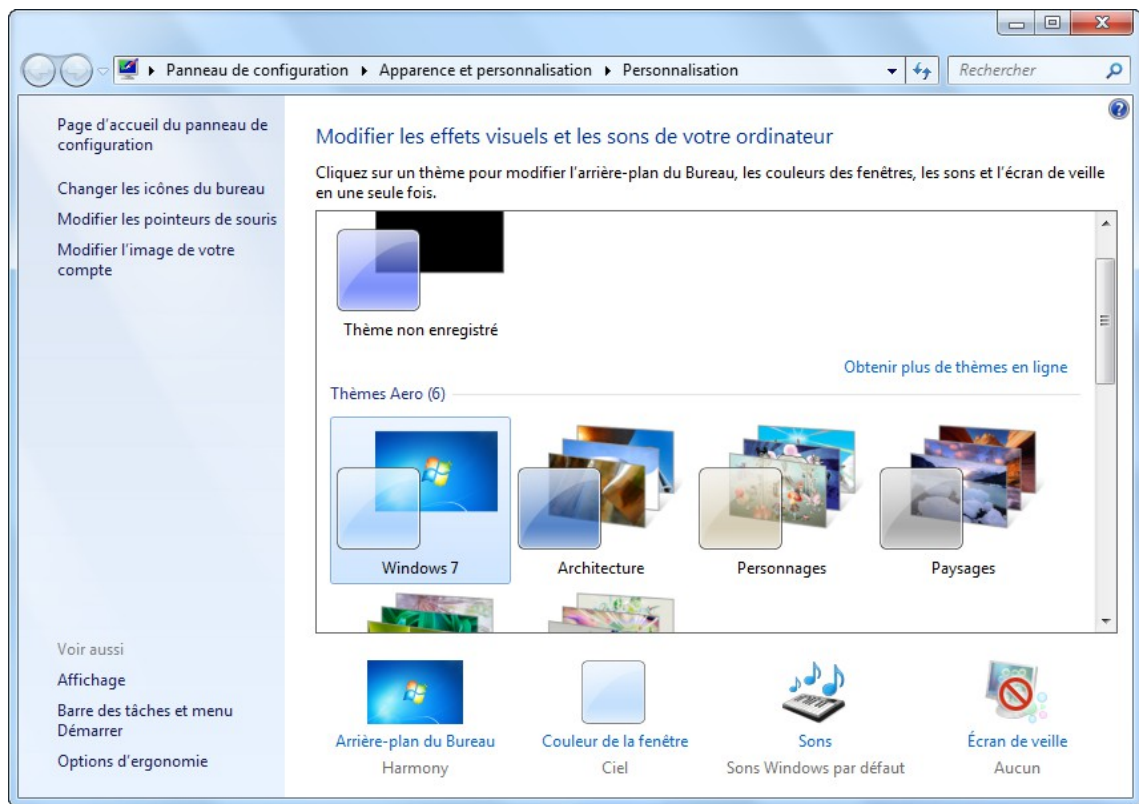 Panneau de configuration ▸ Apparence et personnalisation ▸ Personnalisation
Rechercher
Page d'accueil du panneau de
configuration
Changer les icônes du bureau
Modifier les pointeurs de souris
Modifier l'image de votre
compte
Voir aussi
Affichage
Barre des tâches et menu
Démarrer
Options d'ergonomie
Modifier les effets visuels et les sons de votre ordinateur
Cliquez sur un thème pour modifier l'arrière-plan du Bureau, les couleurs des fenêtres, les sons et l'écran de veille
en une seule fois.
Thème non enregistré
Obtenir plus de thèmes en ligne
Thèmes Aero (6)
Windows 7
Architecture
Personnages
Paysages
Arrière-plan du Bureau
Harmony
Couleur de la fenêtre
Ciel
Sons
Sons Windows par défaut
Écran de veille
Aucun